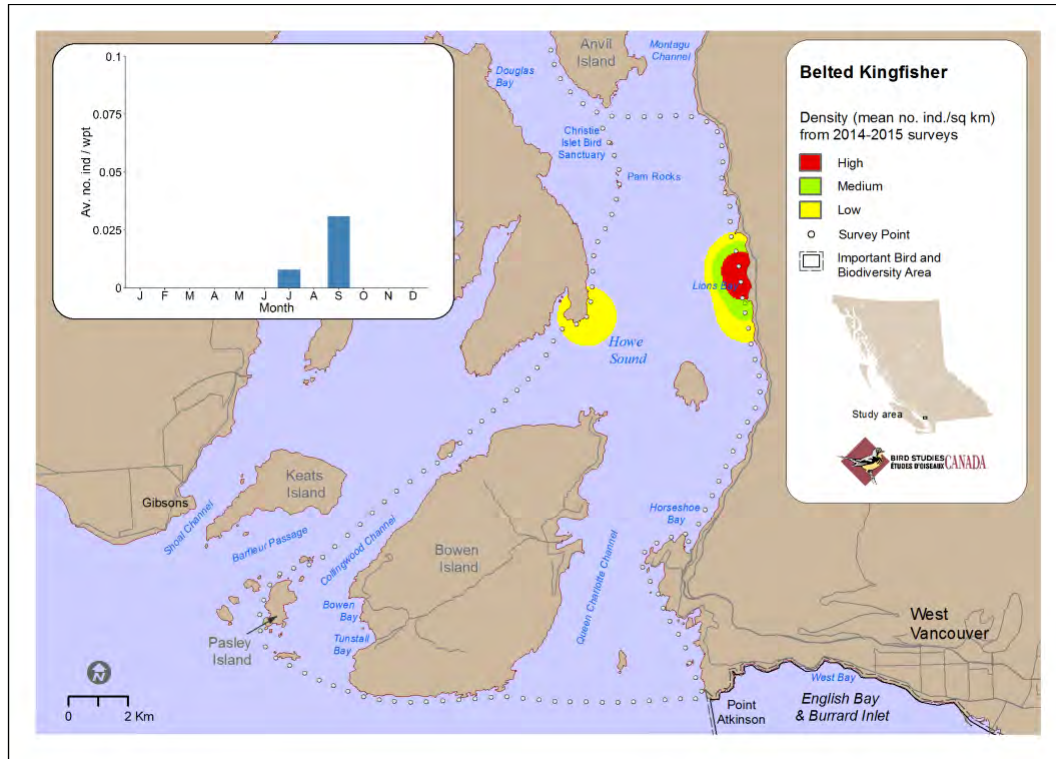 0.1
0.075
0.05
0.025
0
Av. no. ind / wpt
J F M A M J J A S O N D
Month
Anvil
Island
Montagu
Channel
Douglas
Bay
Christie
Islet Bird
Sanctuary
Pam Rocks
Lions Bay
Howe
Sound
Keats
Island
Gibsons
Shoal Channel
Barfleur Passage
Collingwood Channel
Horseshoe
Bay
Bowen
Island
Queen Charlotte Channel
Bowen
Bay
Tunstall
Bay
Pasley
Island
West
Vancouver
West Bay
Point
Atkinson
English Bay
& Burrard Inlet
N
0 2 Km
Belted Kingfisher
Density (mean no. ind./sq km)
from 2014-2015 surveys
High
Medium
Low
Survey Point
Important Bird and
Biodiversity Area
Study area
BIRD STUDIES
ÉTUDES D'OISEAUX CANADA